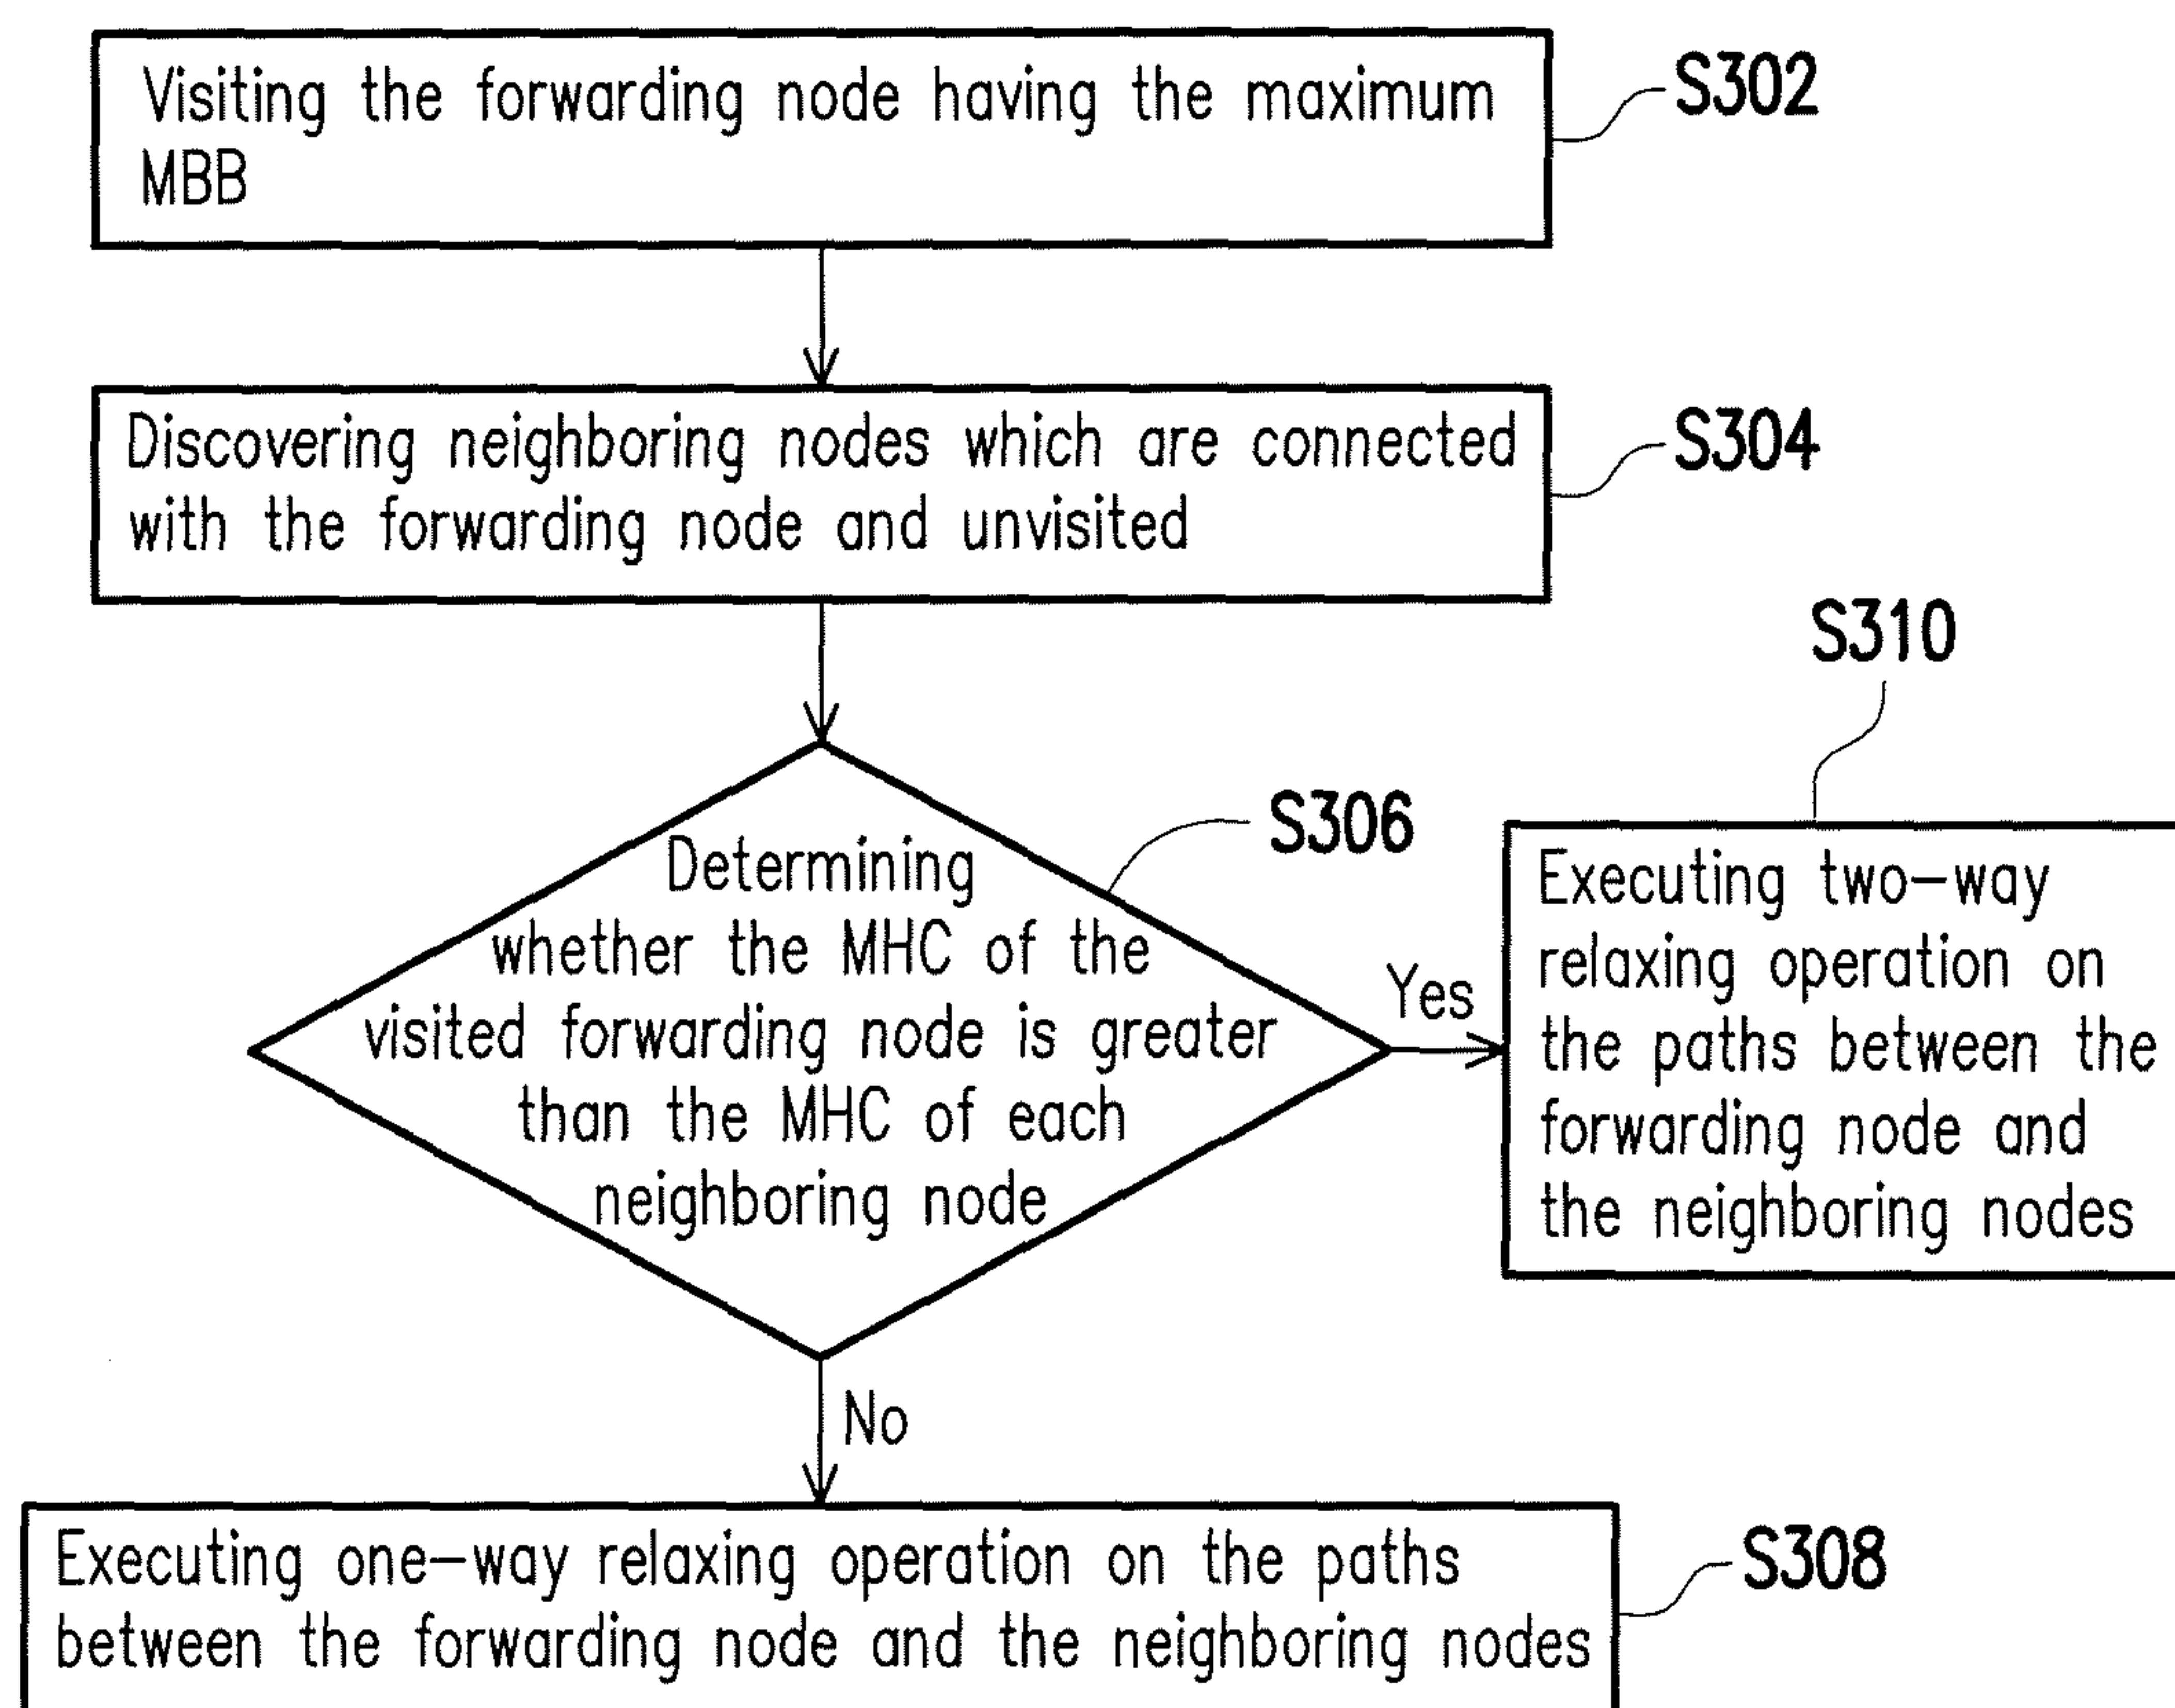 Visiting the forwarding node having the maximum
MBB
S302
Discovering neighboring nodes which are connected
with the forwarding node and unvisited
S304
Determining
whether the MHC of the
visited forwarding node is greater
than the MHC of each
neighboring node
S306
Yes
S310
Executing two-way
relaxing operation on
the paths between the
forwarding node and
the neighboring nodes
No
Executing one-way relaxing operation on the paths
between the forwarding node and the neighboring nodes
S308